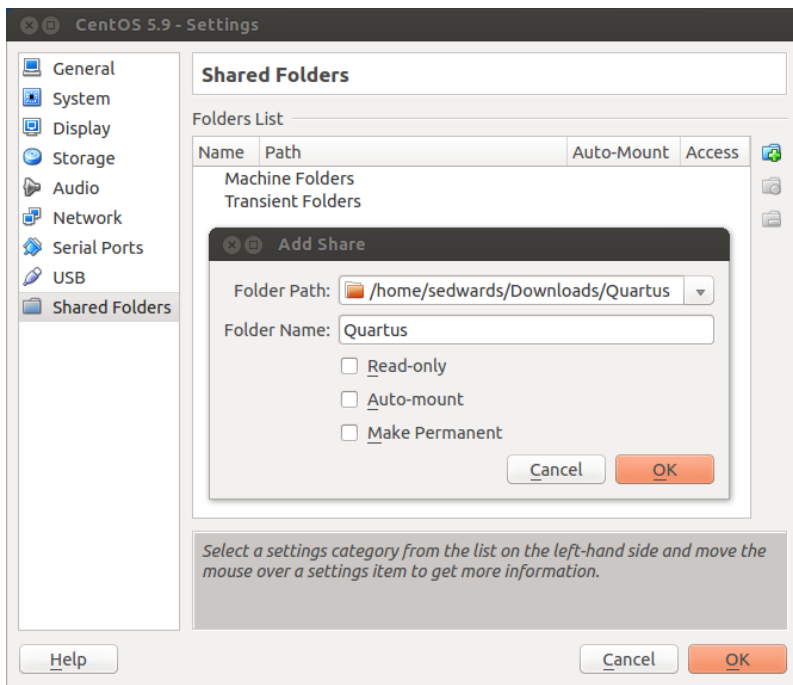 CentOS 5.9 - Settings
General
System
Display
Storage
Audio
Network
Serial Ports
USB
Shared Folders
Shared Folders
Folders List
Name Path Auto-Mount Access
Machine Folders
Transient Folders
Add Share
Folder Path: /home/sedwards/Downloads/Quartus
Folder Name: Quartus
Read-only
Auto-mount
Make Permanent
Cancel OK
Select a settings category from the list on the left-hand side and move the
mouse over a settings item to get more information.
Help Cancel OK